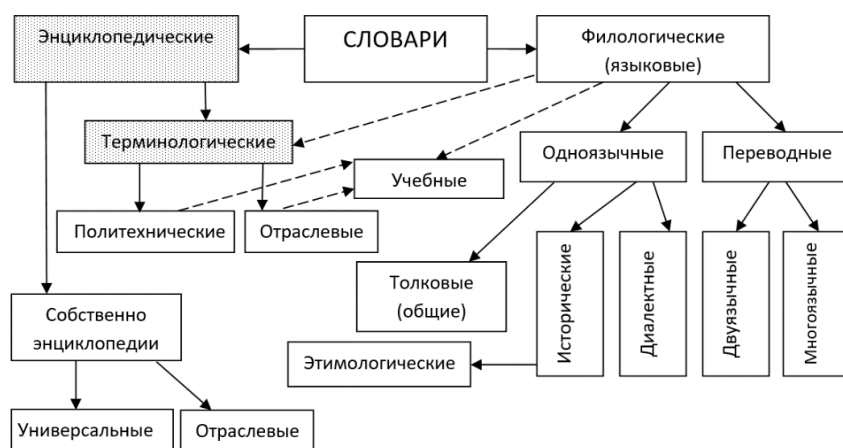 Энциклопедические
СЛОВАРИ
Филологические
(языковые)
Терминологические
Одноязычные
Переводные
Учебные
Политехнические
Отраслевые
Толковые
(общие)
Исторические
Диалектные
Двуязычные
Многоязычные
Собственно
энциклопедии
Этимологические
Универсальные
Отраслевые